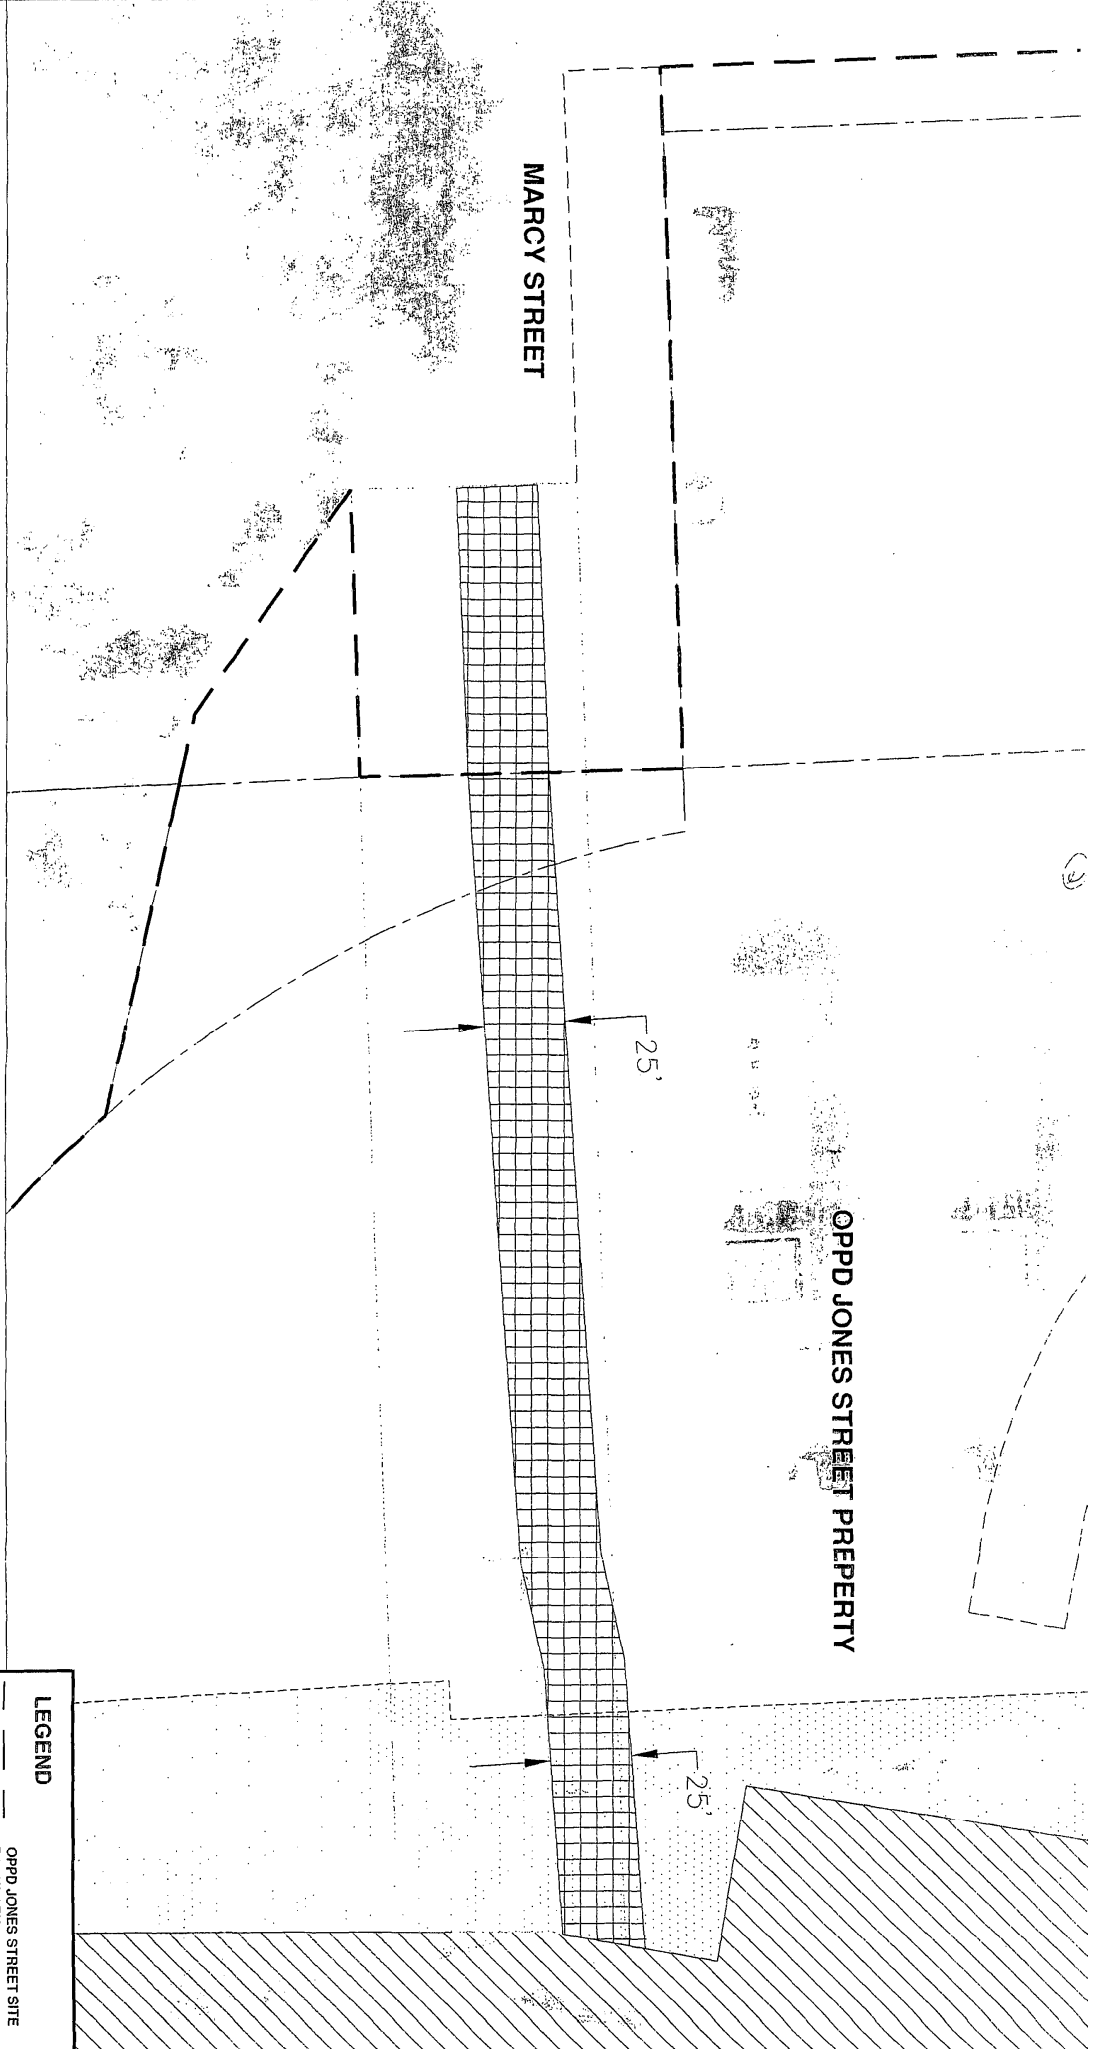 MARCY STREET
25'
OPPD JONES STREET PREPERTY
25'
LEGEND
OPPD JONES STREET SITE